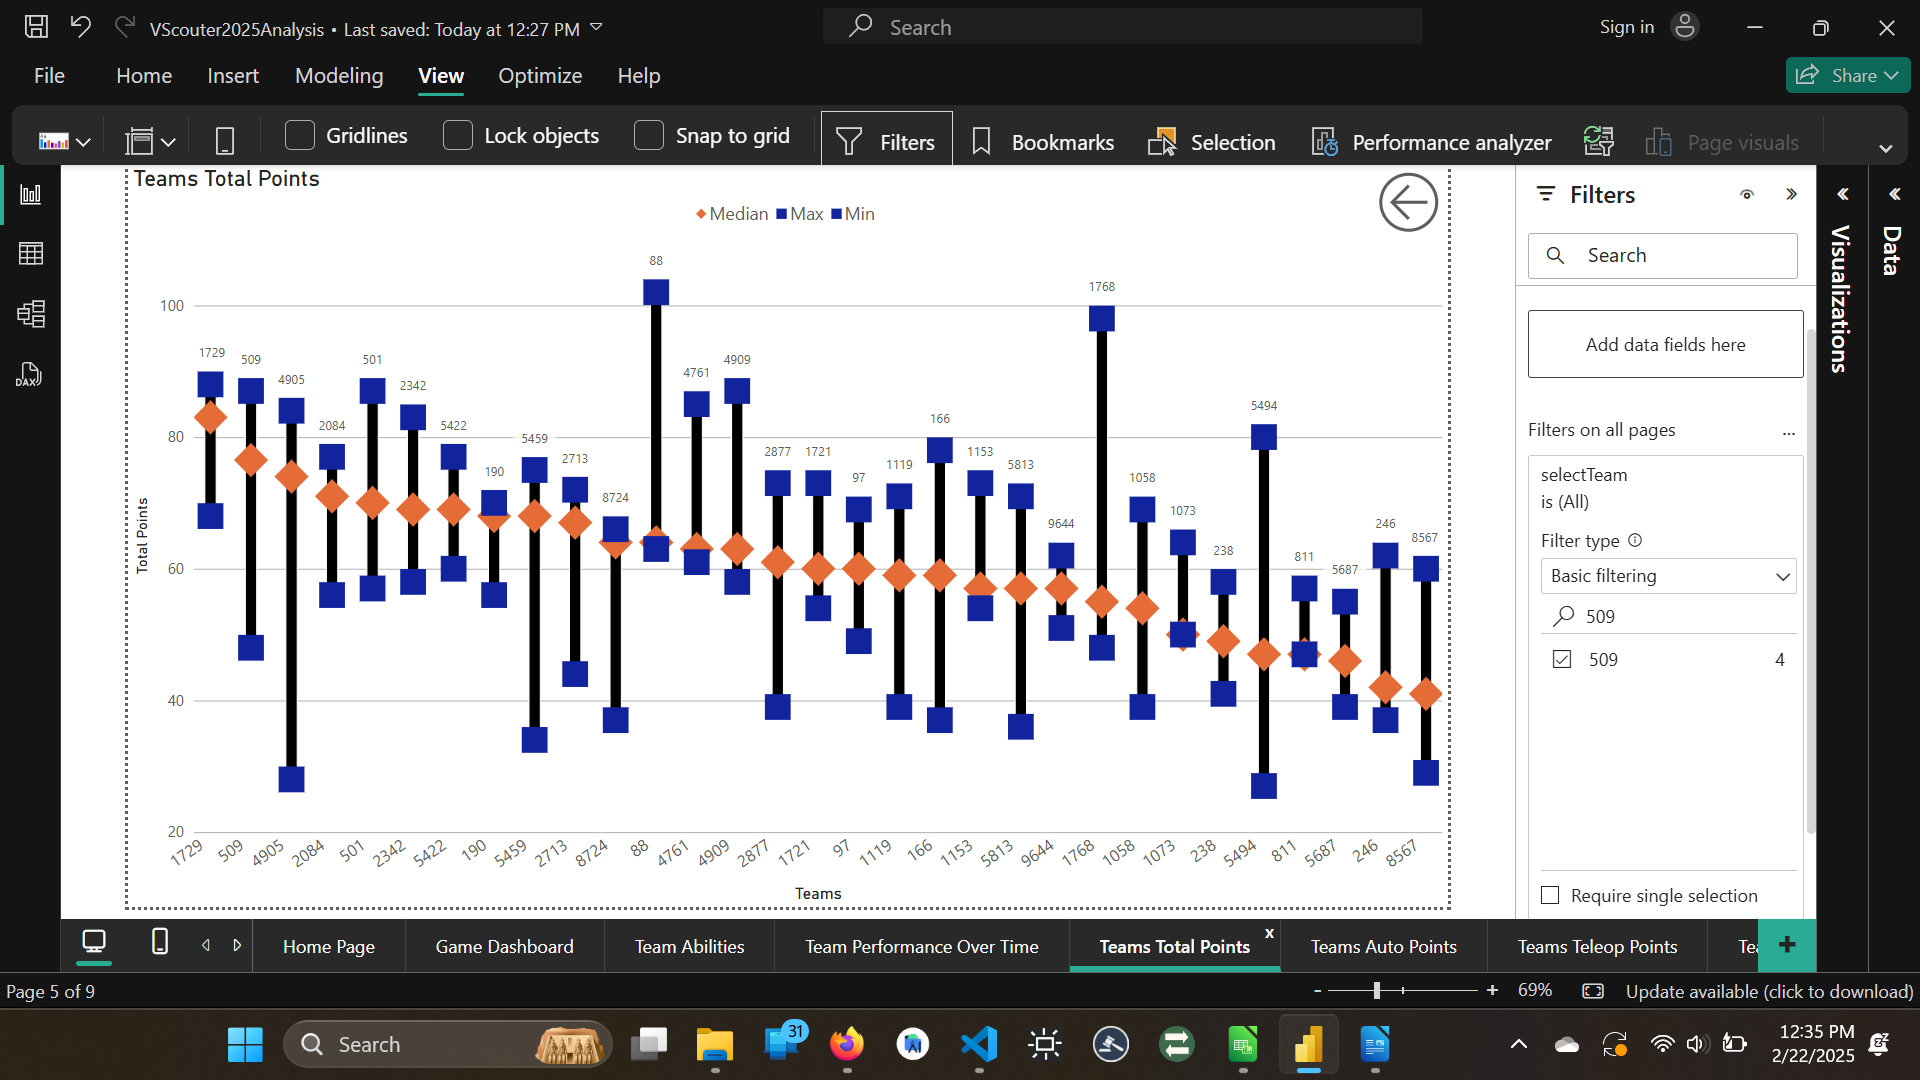 VScouter2025Analysis • Last saved: Today at 12:27 PM
Search
Sign in
File Home Insert Modeling View Optimize Help
Share
Gridlines Lock objects Snap to grid Filters Bookmarks Selection Performance analyzer Page visuals
Teams Total Points
Median Max Min
88
1768
1729 509 4905 501 2342 4761 4909
2084 5422 190 5459 2713 8724 2877 1721 97 1119 166 1153 5813 9644 1058 1073 238 5494 811 5687 246 8567
100
80
60
40
20
Total Points
1729 509 4905 2084 501 2342 5422 190 5459 2713 8724 88 4761 4909 2877 1721 97 1119 166 1153 5813 9644 1768 1058 1073 238 5494 811 5687 246 8567
Teams
Filters
Search
Add data fields here
Filters on all pages ...
selectTeam
is (All)
Filter type
Basic filtering
509
509 4
Require single selection
Visualizations
Data
DAX
Home Page Game Dashboard Team Abilities Team Performance Over Time Teams Total Points x Teams Auto Points Teams Teleop Points Tea +
Page 5 of 9
- + 69% Update available (click to download)
Search
31
12:35 PM
2/22/2025